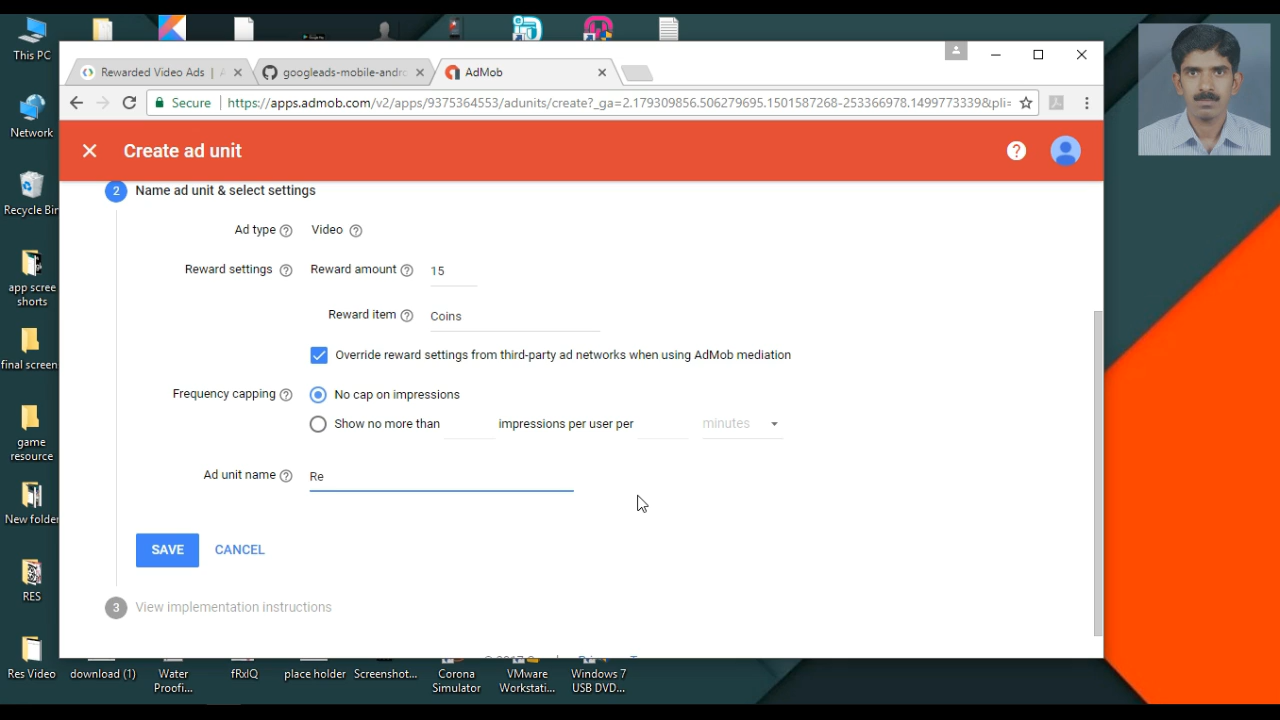 This PC
Network
Recycle Bin
app scree
shorts
final screen
game
resource
New folder
RES
Res Video
download (1)
Water
Proofi...
fRxlQ
place holder
Screenshot...
Corona
Simulator
VMware
Workstati...
Windows 7
USB DVD...
Rewarded Video Ads
googleads-mobile-andro
AdMob
Secure
https://apps.admob.com/v2/apps/9375364553/adunits/create?_ga=2.179309856.506279695.1501587268-253366978.1499773339&pli=
Create ad unit
2 Name ad unit & select settings
Ad type Video
Reward settings Reward amount 15
Reward item Coins
Override reward settings from third-party ad networks when using AdMob mediation
Frequency capping No cap on impressions
Show no more than impressions per user per minutes
Ad unit name Re
SAVE CANCEL
3 View implementation instructions